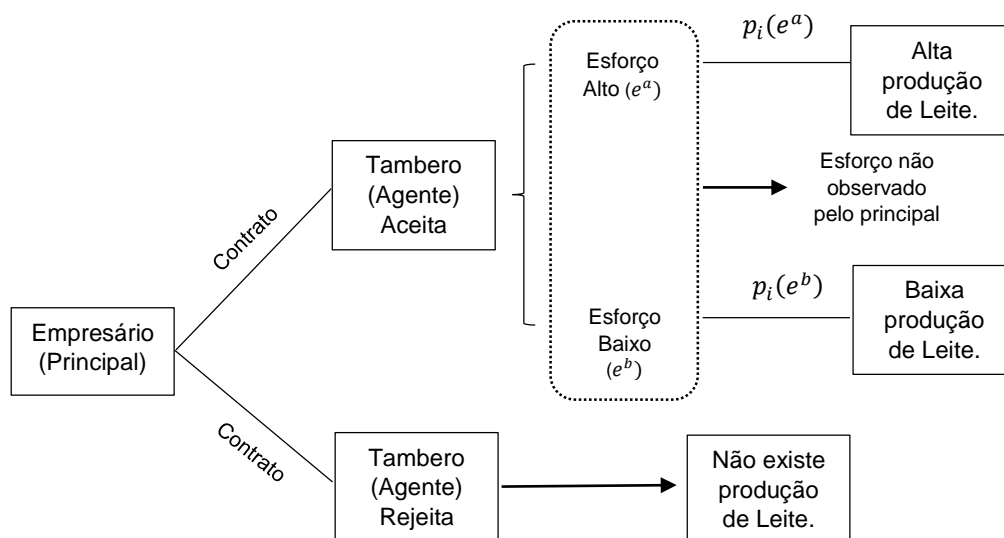 Empresário
(Principal)
Contrato
Tambero
(Agente)
Aceita
Esforço
Alto (e^a)
p_i(e^a)
Alta
produção
de Leite.
Esforço não
observado
pelo principal
Esforço
Baixo
(e^b)
p_i(e^b)
Baixa
produção
de Leite.
Contrato
Tambero
(Agente)
Rejeita
Não existe
produção
de Leite.